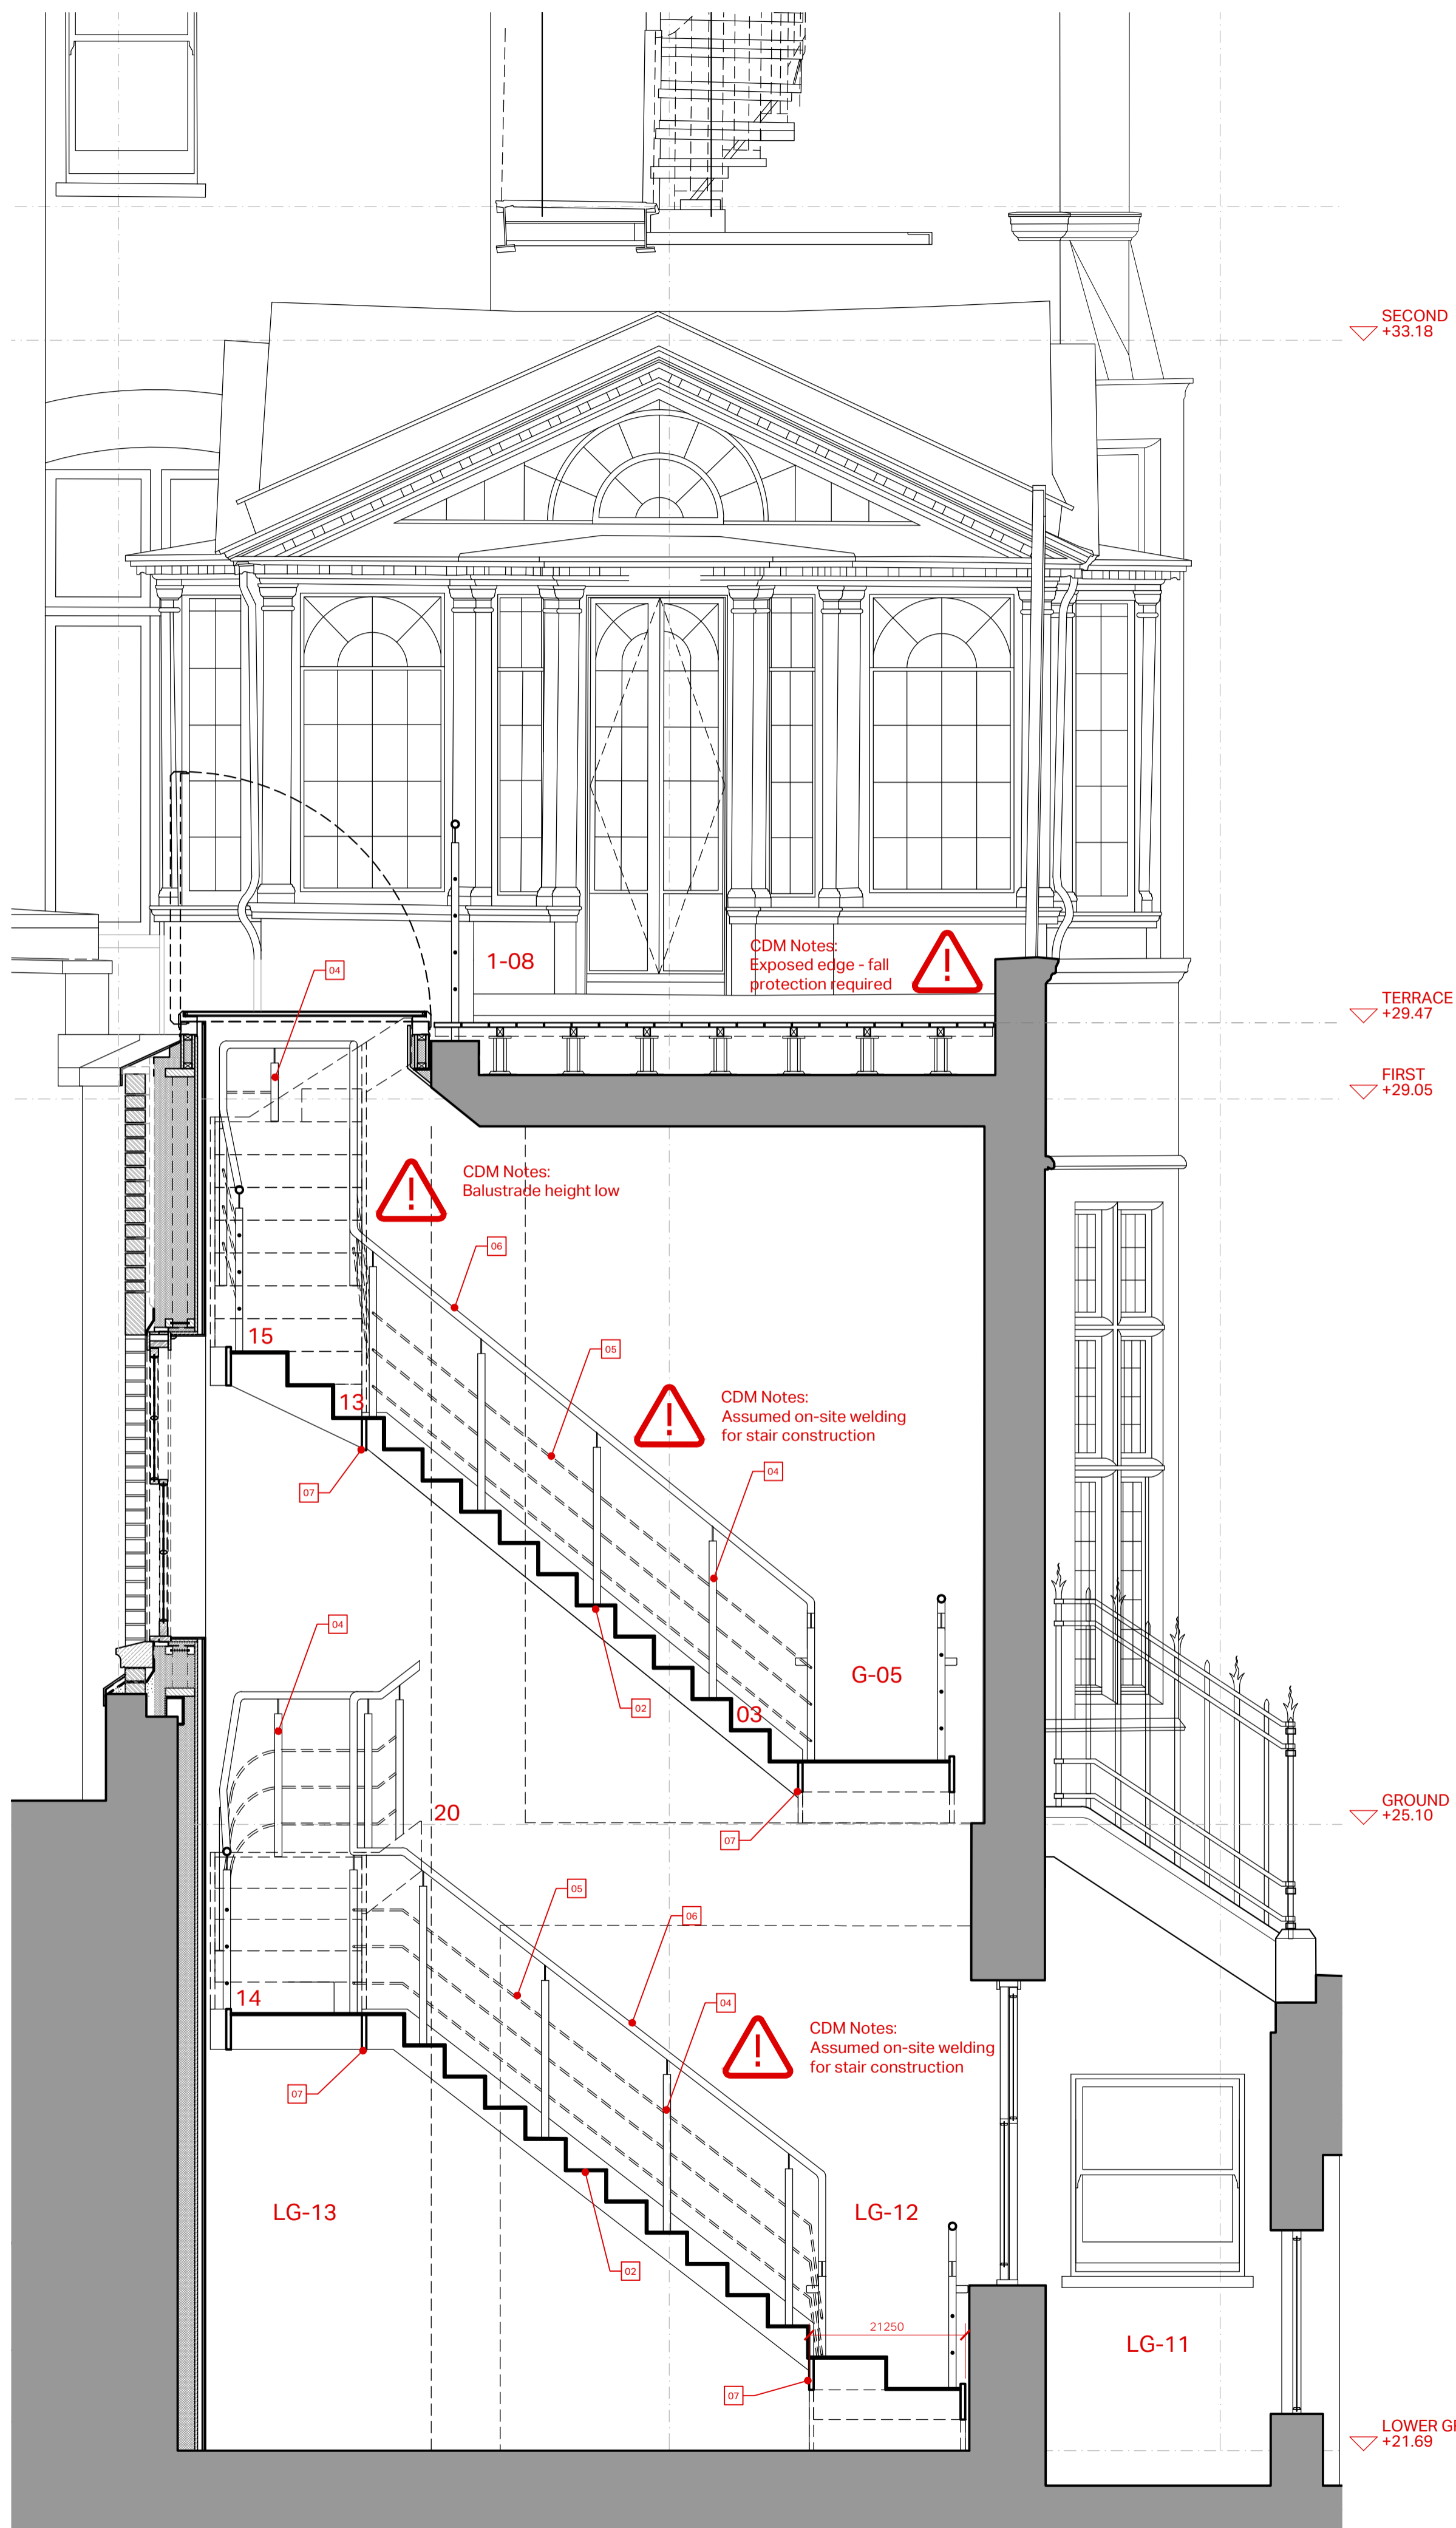 SECOND
+33.18
CDM Notes:
Exposed edge - fall
protection required
1-08
04
TERRACE
+29.47
FIRST
+29.05
CDM Notes:
Balustrade height low
06
15
05
13
CDM Notes:
Assumed on-site welding
for stair construction
04
07
04
G-05
02
03
20
GROUND
+25.10
07
05
06
14
04
CDM Notes:
Assumed on-site welding
for stair construction
07
LG-13
LG-12
02
21250
LG-11
07
LOWER GR
+21.69